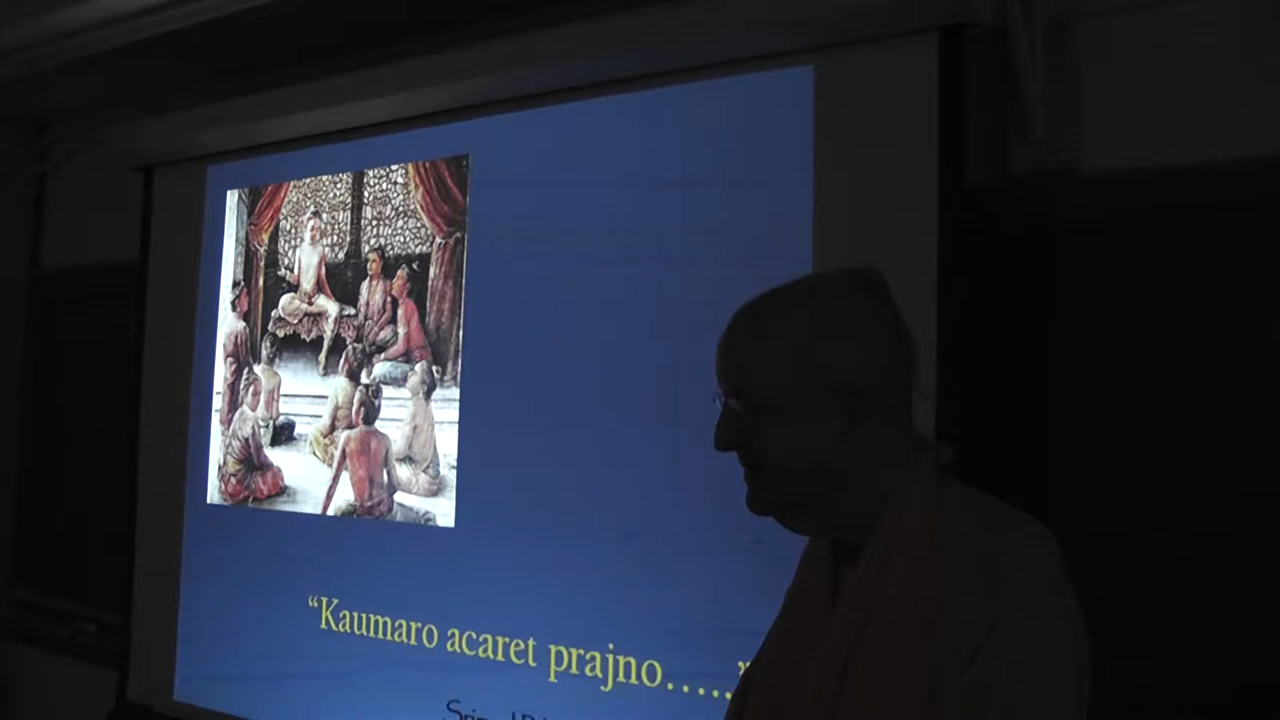 “Kaumaro acaret prajno.....”